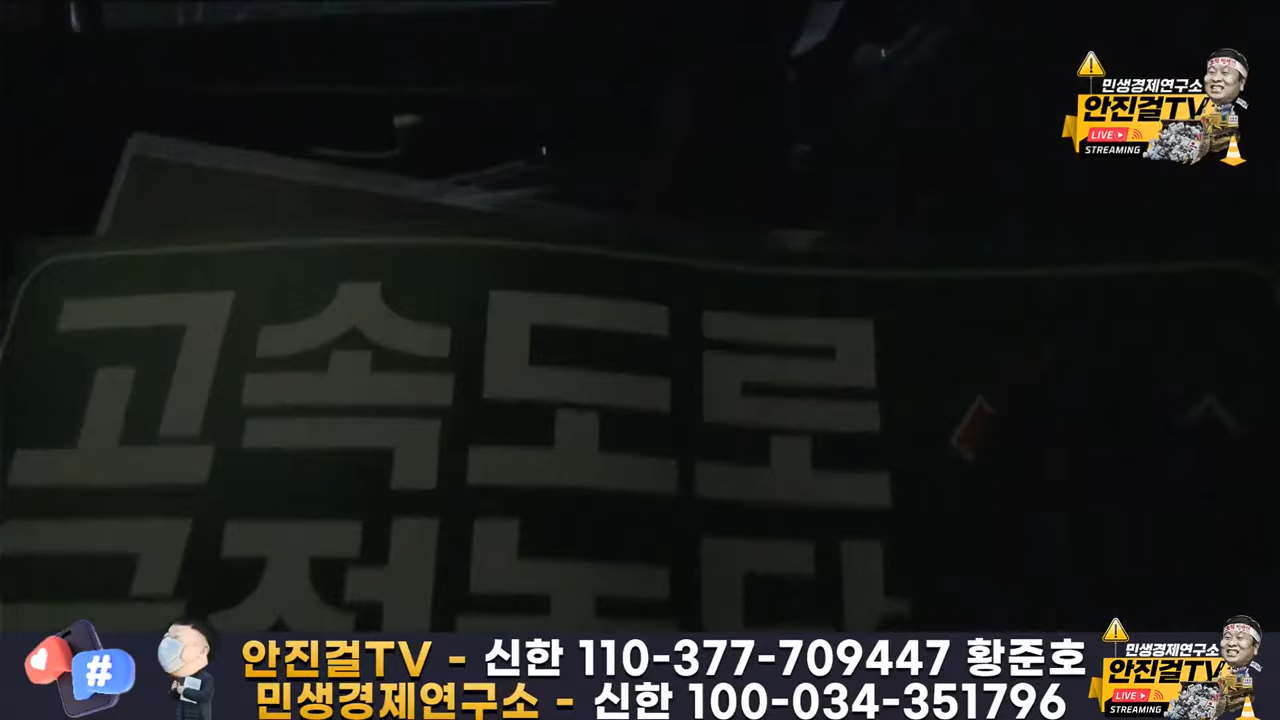 민생경제연구소
안진걸TV
LIVE
STREAMING
고속도로
안진걸TV - 신한 110-377-709447 황준호
민생경제연구소 - 신한 100-034-351796
민생경제연구소
안진걸TV
LIVE
STREAMING